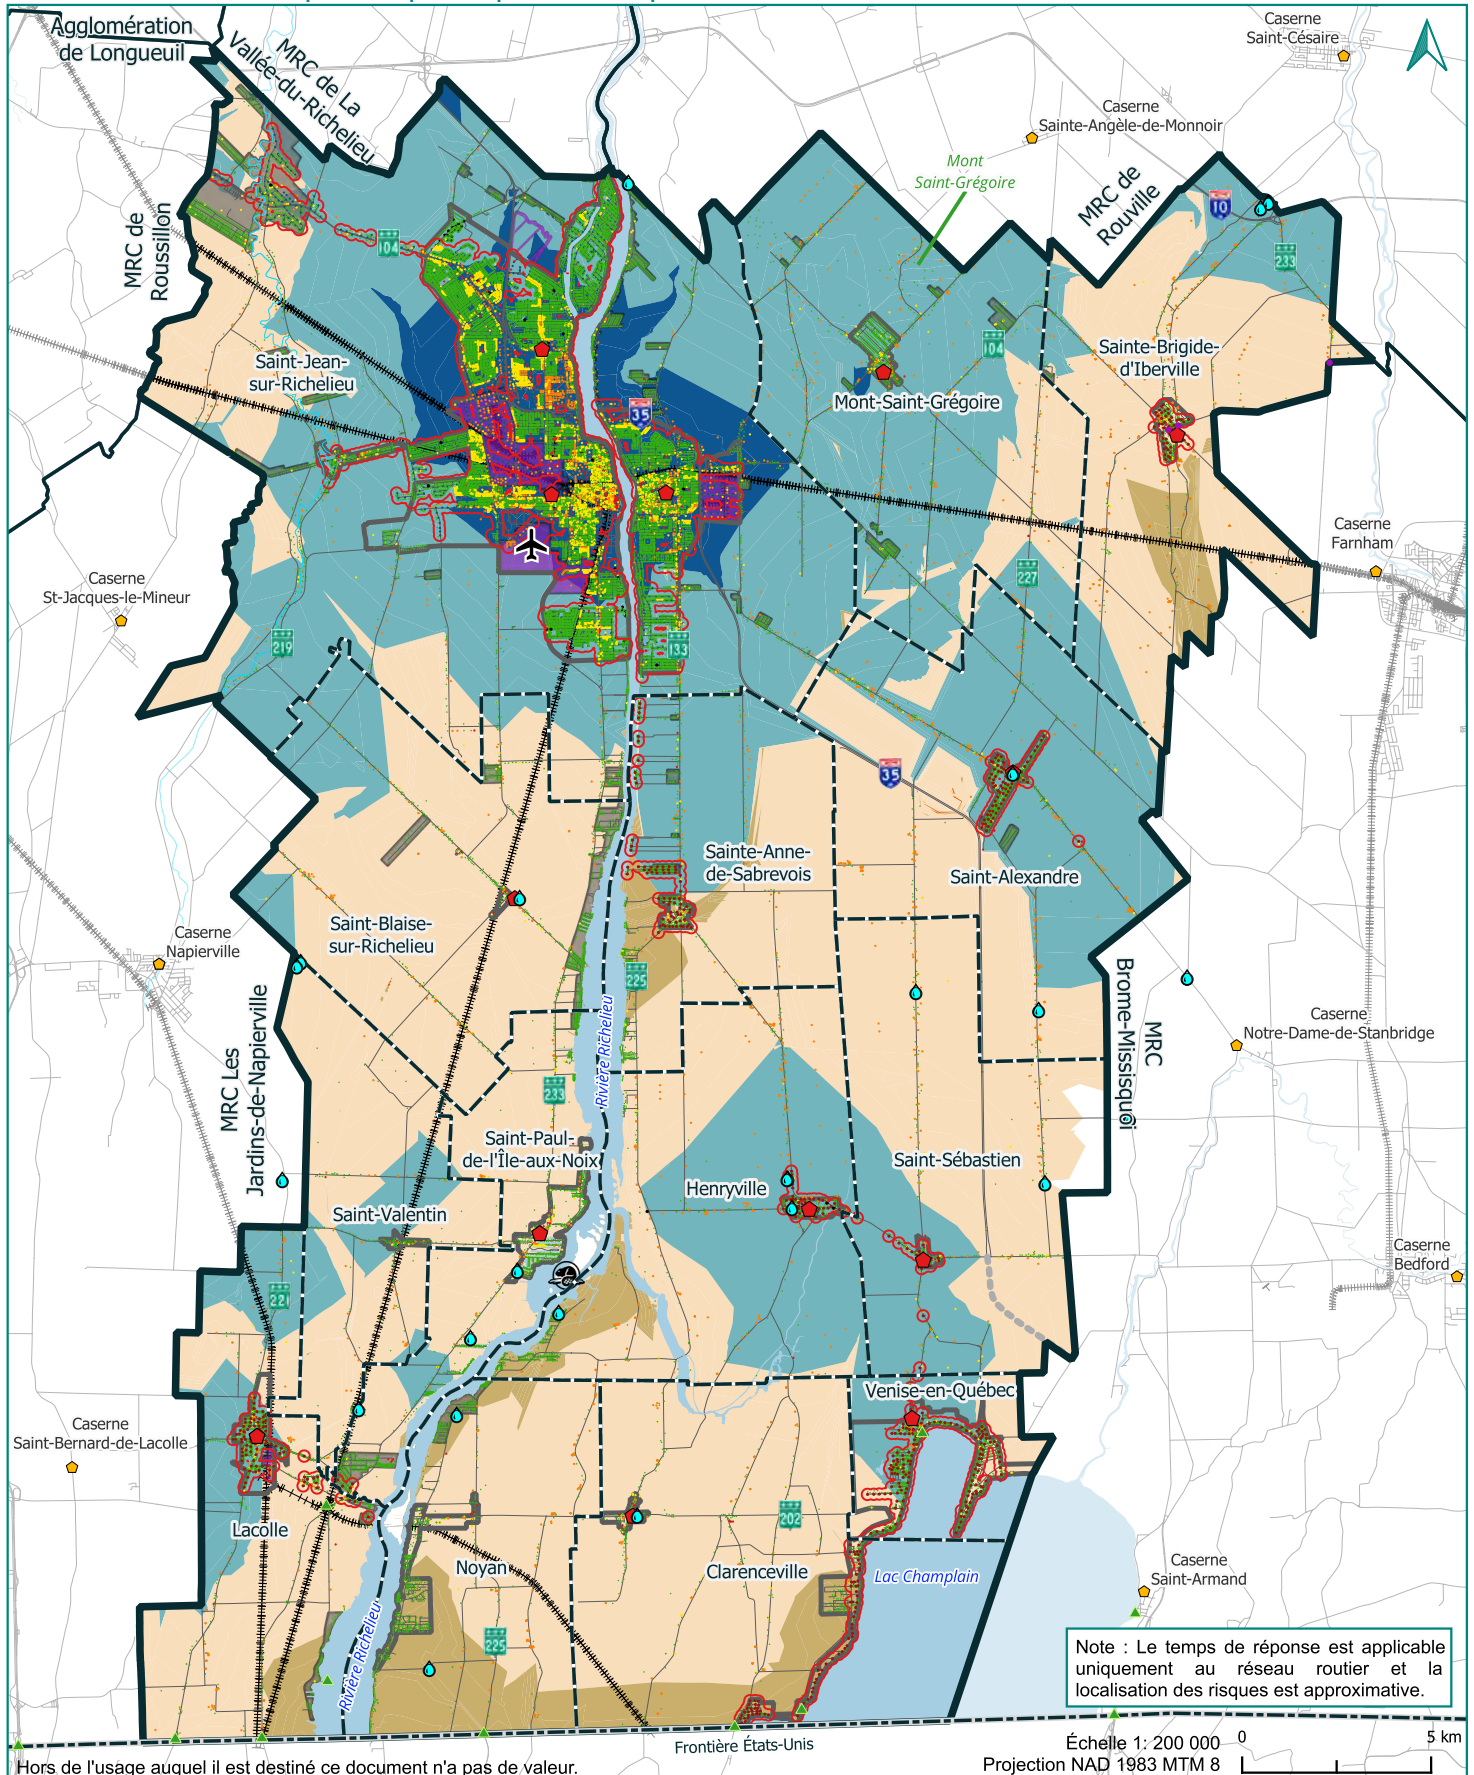 Agglomération
de Longueuil
MRC de La
Vallée-du-Richelieu
Caserne
Saint-Césaire
Caserne
Sainte-Angèle-de-Monnoir
Mont
Saint-Grégoire
MRC de
Rouville
10
233
MRC de
Roussillon
104
Saint-Jean-
sur-Richelieu
35
104
Mont-Saint-Grégoire
Sainte-Brigide-
d'Iberville
Caserne
Farnham
Caserne
St-Jacques-le-Mineur
227
219
133
35
Sainte-Anne-
de-Sabrevois
Saint-Alexandre
Saint-Blaise-
sur-Richelieu
Caserne
Napierville
225
Rivière Richelieu
MRC
Brome-Missisquoi
Caserne
Notre-Dame-de-Stanbridge
MRC Les
Jardins-de-Napierville
233
Saint-Paul-
de-l'Île-aux-Noix
Saint-Sébastien
Henryville
Saint-Valentin
Caserne
Bedford
221
Venise-en-Québec
Caserne
Saint-Bernard-de-Lacolle
Lacolle
202
Noyan
Clarenceville
Lac Champlain
Caserne
Saint-Armand
225
Rivière Richelieu
Note : Le temps de réponse est applicable
uniquement au réseau routier et la
localisation des risques est approximative.
Frontière États-Unis
Échelle 1: 200 000
Projection NAD 1983 MTM 8
0
5 km
Hors de l'usage auquel il est destiné ce document n'a pas de valeur.